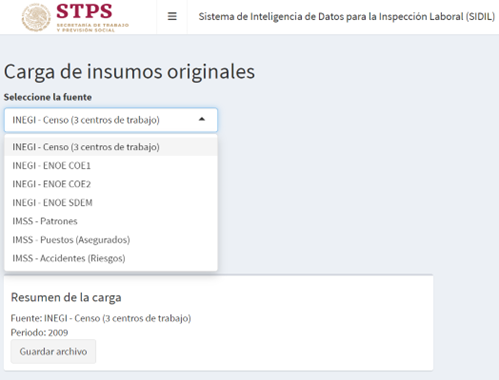 STPS
SECRETARÍA DE TRABAJO
Y PREVISIÓN SOCIAL
Sistema de Inteligencia de Datos para la Inspección Laboral (SIDIL)
Carga de insumos originales
Seleccione la fuente
INEGI - Censo (3 centros de trabajo)
INEGI - Censo (3 centros de trabajo)
INEGI - ENOE COE1
INEGI - ENOE COE2
INEGI - ENOE SDEM
IMSS - Patrones
IMSS - Puestos (Asegurados)
IMSS - Accidentes (Riesgos)
Resumen de la carga
Fuente: INEGI - Censo (3 centros de trabajo)
Periodo: 2009
Guardar archivo